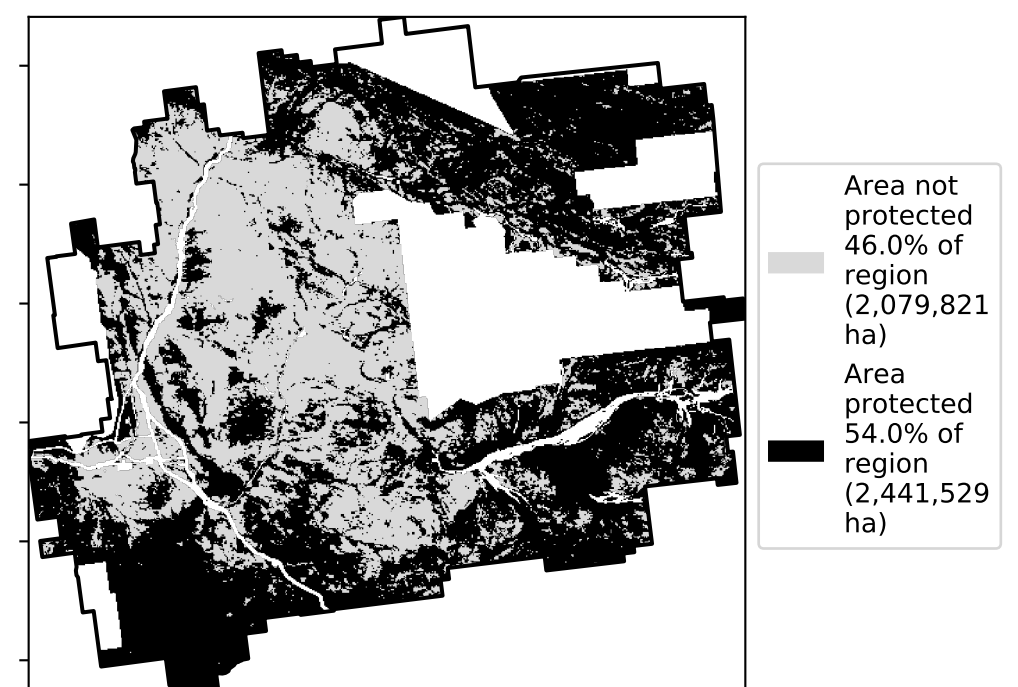 Area not
protected
46.0% of
region
(2,079,821
ha)
Area
protected
54.0% of
region
(2,441,529
ha)